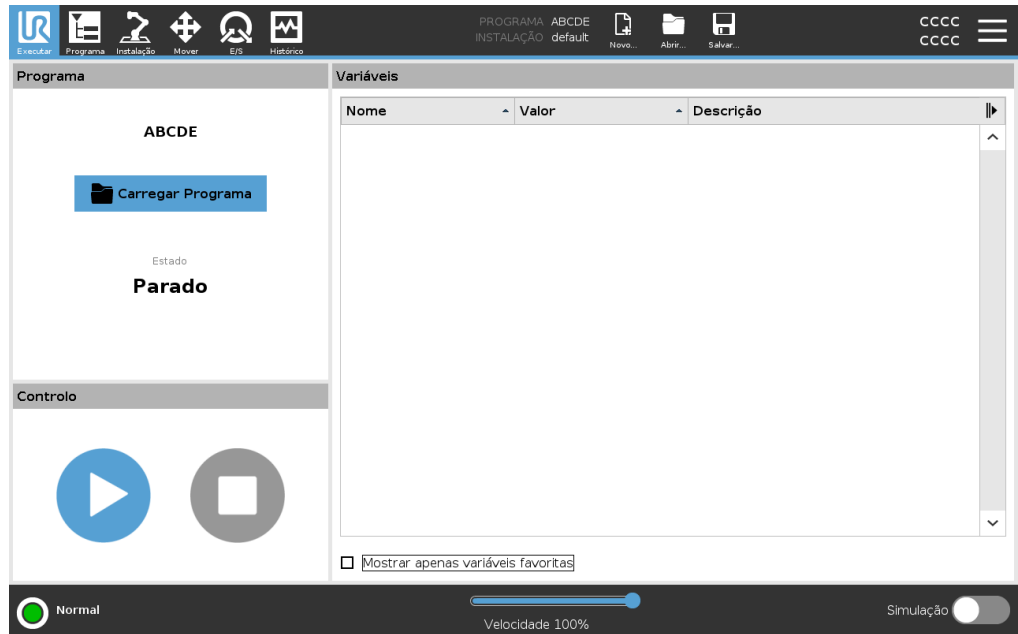 UR
Executar
Programa
Instalação
Mover
E/S
Histórico
PROGRAMA ABCDE
INSTALAÇÃO default
Novo...
Abrir...
Salvar...
CCCC
CCCC
Programa
ABCDE
Carregar Programa
Estado
Parado
Controlo
Variáveis
Nome Valor Descrição
Mostrar apenas variáveis favoritas
Normal
Velocidade 100%
Simulação